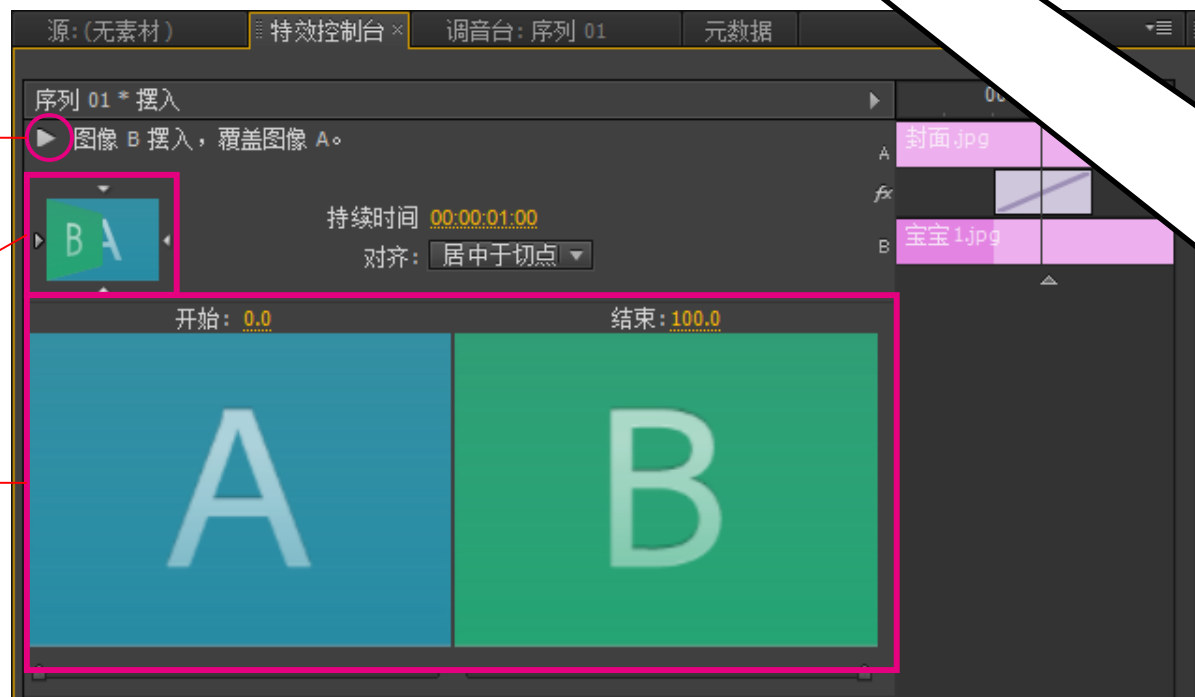 源:(无素材) 特效控制台 × 调音台:序列 01 元数据
序列 01 * 摆入
图像 B 摆入，覆盖图像 A。
A 封面.jpg
fx
B A
持续时间 00:00:01:00
对齐: 居中于切点
B 宝宝1.jpg
开始: 0.0 结束:100.0
A B